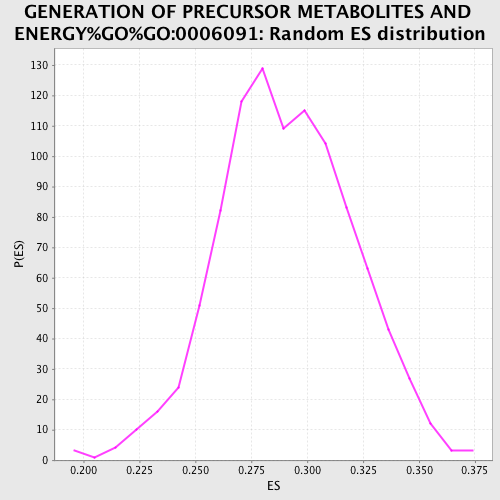 GENERATION OF PRECURSOR METABOLITES AND
ENERGY%GO%GO:0006091: Random ES distribution
130
120
110
100
90
80
70
60
50
40
30
20
10
0
P(ES)
0.200 0.225 0.250 0.275 0.300 0.325 0.350 0.375
ES